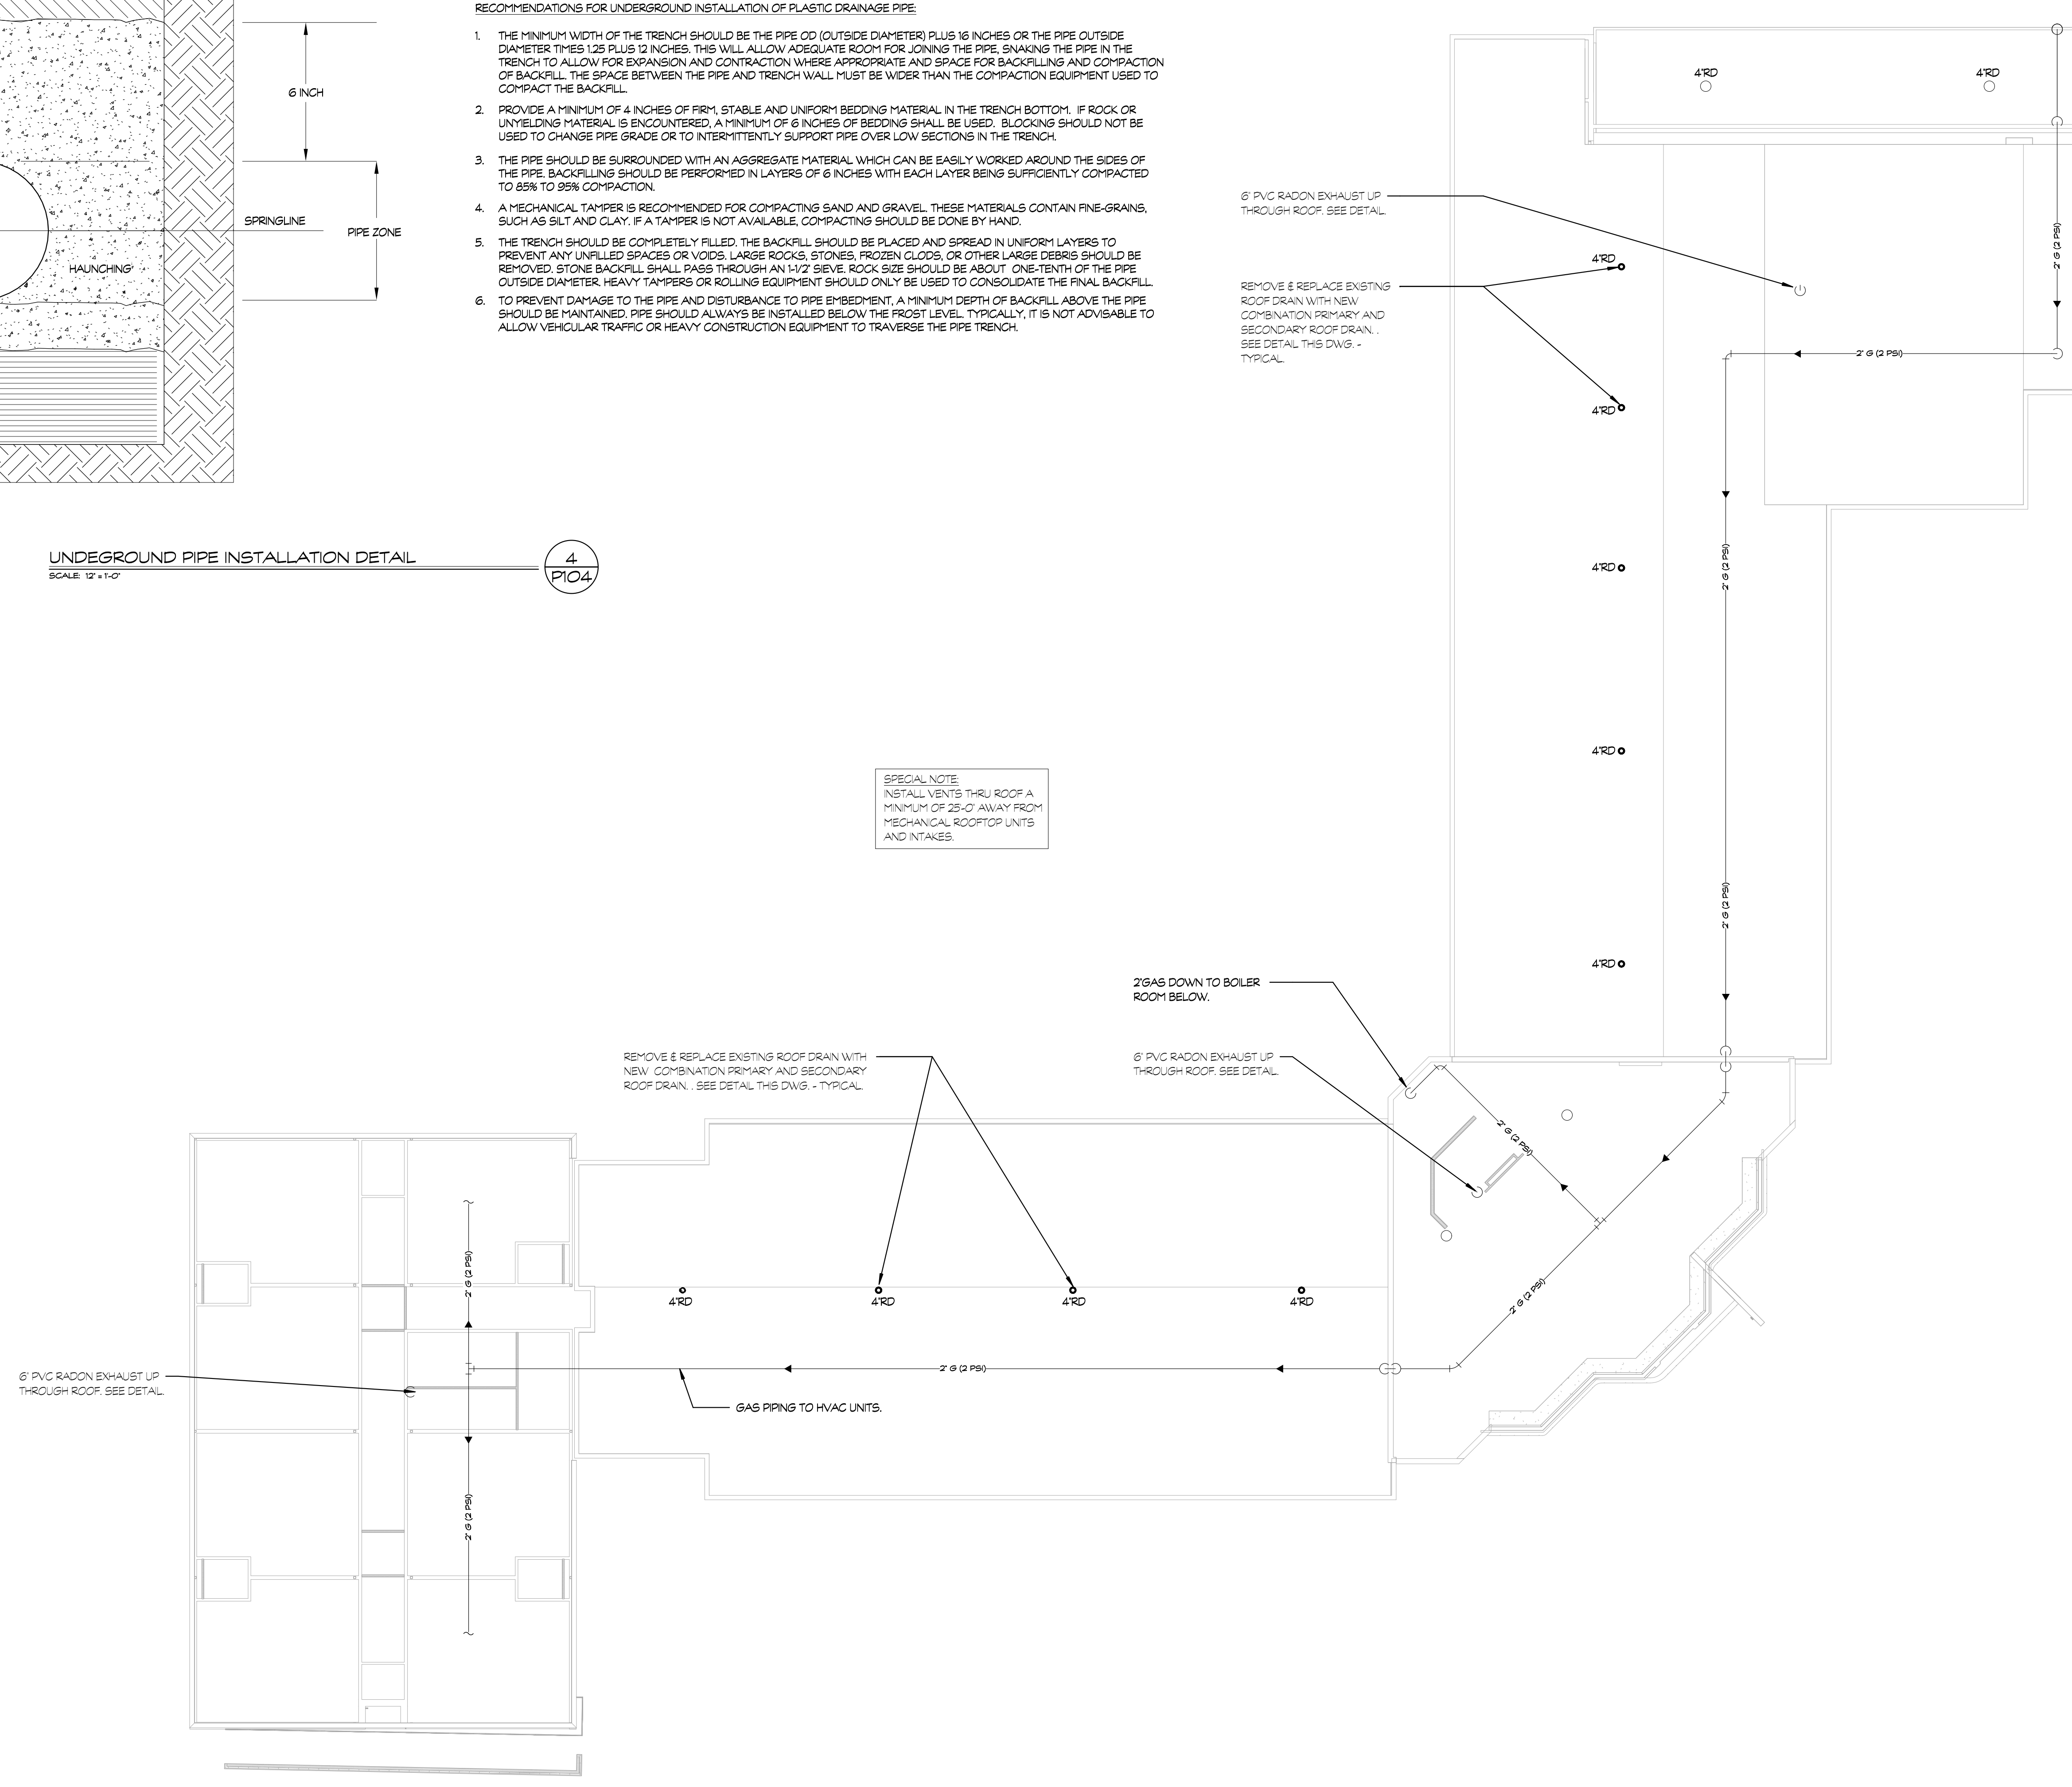 RECOMMENDATIONS FOR UNDERGROUND INSTALLATION OF PLASTIC DRAINAGE PIPE:
1. THE MINIMUM WIDTH OF THE TRENCH SHOULD BE THE PIPE OD (OUTSIDE DIAMETER) PLUS 16 INCHES OR THE PIPE OUTSIDE
DIAMETER TIMES 1.25 PLUS 12 INCHES. THIS WILL ALLOW ADEQUATE ROOM FOR JOINING THE PIPE, SNAKING THE PIPE IN THE
TRENCH TO ALLOW FOR EXPANSION AND CONTRACTION WHERE APPROPRIATE AND SPACE FOR BACKFILLING AND COMPACTION
OF BACKFILL. THE SPACE BETWEEN THE PIPE AND TRENCH WALL MUST BE WIDER THAN THE COMPACTION EQUIPMENT USED TO
COMPACT THE BACKFILL.
2. PROVIDE A MINIMUM OF 4 INCHES OF FIRM, STABLE AND UNIFORM BEDDING MATERIAL IN THE TRENCH BOTTOM. IF ROCK OR
UNYIELDING MATERIAL IS ENCOUNTERED, A MINIMUM OF 6 INCHES OF BEDDING SHALL BE USED. BLOCKING SHOULD NOT BE
USED TO CHANGE PIPE GRADE OR TO INTERMITTENTLY SUPPORT PIPE OVER LOW SECTIONS IN THE TRENCH.
3. THE PIPE SHOULD BE SURROUNDED WITH AN AGGREGATE MATERIAL WHICH CAN BE EASILY WORKED AROUND THE SIDES OF
THE PIPE. BACKFILLING SHOULD BE PERFORMED IN LAYERS OF 6 INCHES WITH EACH LAYER BEING SUFFICIENTLY COMPACTED
TO 85% TO 95% COMPACTION.
4. A MECHANICAL TAMPER IS RECOMMENDED FOR COMPACTING SAND AND GRAVEL. THESE MATERIALS CONTAIN FINE-GRAINS,
SUCH AS SILT AND CLAY. IF A TAMPER IS NOT AVAILABLE, COMPACTING SHOULD BE DONE BY HAND.
5. THE TRENCH SHOULD BE COMPLETELY FILLED. THE BACKFILL SHOULD BE PLACED AND SPREAD IN UNIFORM LAYERS TO
PREVENT ANY UNFILLED SPACES OR VOIDS. LARGE ROCKS, STONES, FROZEN CLODS, OR OTHER LARGE DEBRIS SHOULD BE
REMOVED. STONE BACKFILL SHALL PASS THROUGH AN 1-1/2" SIEVE. ROCK SIZE SHOULD BE ABOUT ONE-TENTH OF THE PIPE
OUTSIDE DIAMETER. HEAVY TAMPERS OR ROLLING EQUIPMENT SHOULD ONLY BE USED TO CONSOLIDATE THE FINAL BACKFILL.
6. TO PREVENT DAMAGE TO THE PIPE AND DISTURBANCE TO PIPE EMBEDMENT, A MINIMUM DEPTH OF BACKFILL ABOVE THE PIPE
SHOULD BE MAINTAINED. PIPE SHOULD ALWAYS BE INSTALLED BELOW THE FROST LEVEL. TYPICALLY, IT IS NOT ADVISABLE TO
ALLOW VEHICULAR TRAFFIC OR HEAVY CONSTRUCTION EQUIPMENT TO TRAVERSE THE PIPE TRENCH.
6 INCH
SPRINGLINE
PIPE ZONE
HAUNCHING
UNDEGROUND PIPE INSTALLATION DETAIL
SCALE: 12" = 1'-0"
4
P104
4"RD
4"RD
6" PVC RADON EXHAUST UP
THROUGH ROOF. SEE DETAIL.
2" G (2 PSI)
4"RD
REMOVE & REPLACE EXISTING
ROOF DRAIN WITH NEW
COMBINATION PRIMARY AND
SECONDARY ROOF DRAIN. .
SEE DETAIL THIS DWG. -
TYPICAL.
2" G (2 PSI)
4"RD
2" G (2 PSI)
4"RD
4"RD
SPECIAL NOTE:
INSTALL VENTS THRU ROOF A
MINIMUM OF 25'-0" AWAY FROM
MECHANICAL ROOFTOP UNITS
AND INTAKES.
2" G (2 PSI)
4"RD
2"GAS DOWN TO BOILER
ROOM BELOW.
REMOVE & REPLACE EXISTING ROOF DRAIN WITH
NEW COMBINATION PRIMARY AND SECONDARY
ROOF DRAIN. . SEE DETAIL THIS DWG. - TYPICAL.
6" PVC RADON EXHAUST UP
THROUGH ROOF. SEE DETAIL.
2" G (2 PSI)
2" G (2 PSI)
2" G (2 PSI)
4"RD
4"RD
4"RD
4"RD
2" G (2 PSI)
6" PVC RADON EXHAUST UP
THROUGH ROOF. SEE DETAIL.
GAS PIPING TO HVAC UNITS.
2" G (2 PSI)